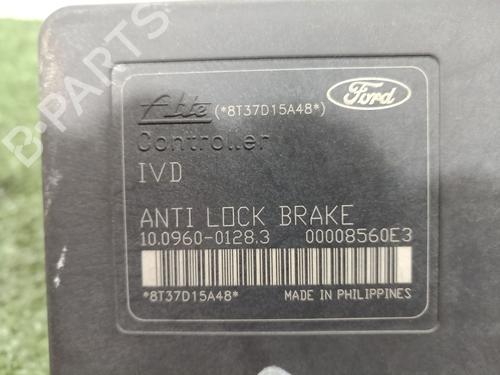 Ate (*8T37D15A48*)
Ford
Controller
IVD
ANTI LOCK BRAKE
10.0960-0128.3 00008560E3
*8T37D15A48* MADE IN PHILIPPINES
B-PARTS